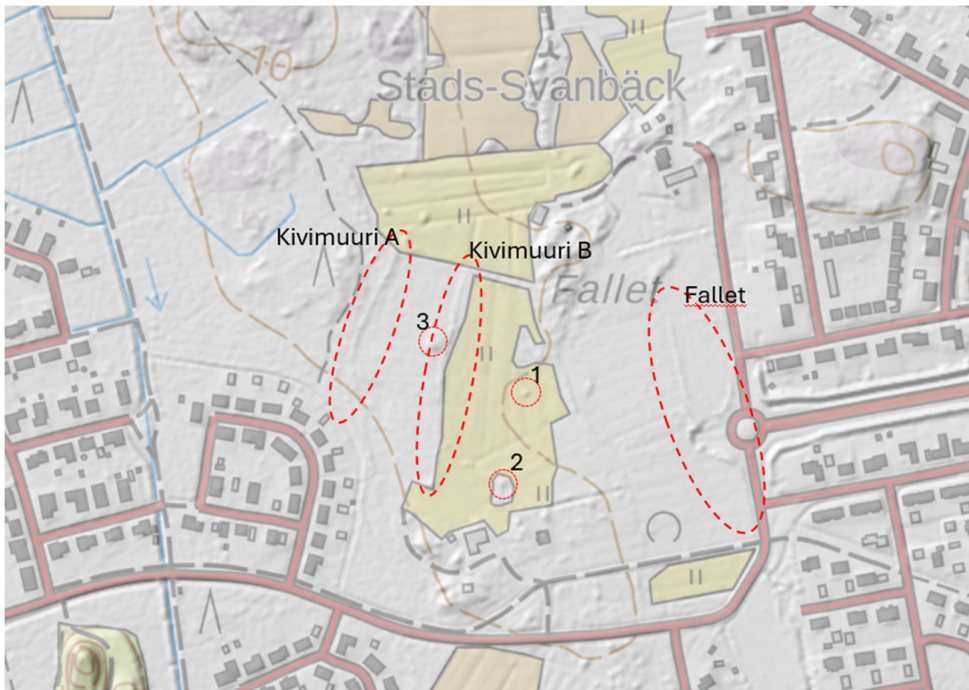 10
Stads-Svanbäck
Kivimuuri A
Kivimuuri B
Fallet
Fallet
3
1
2